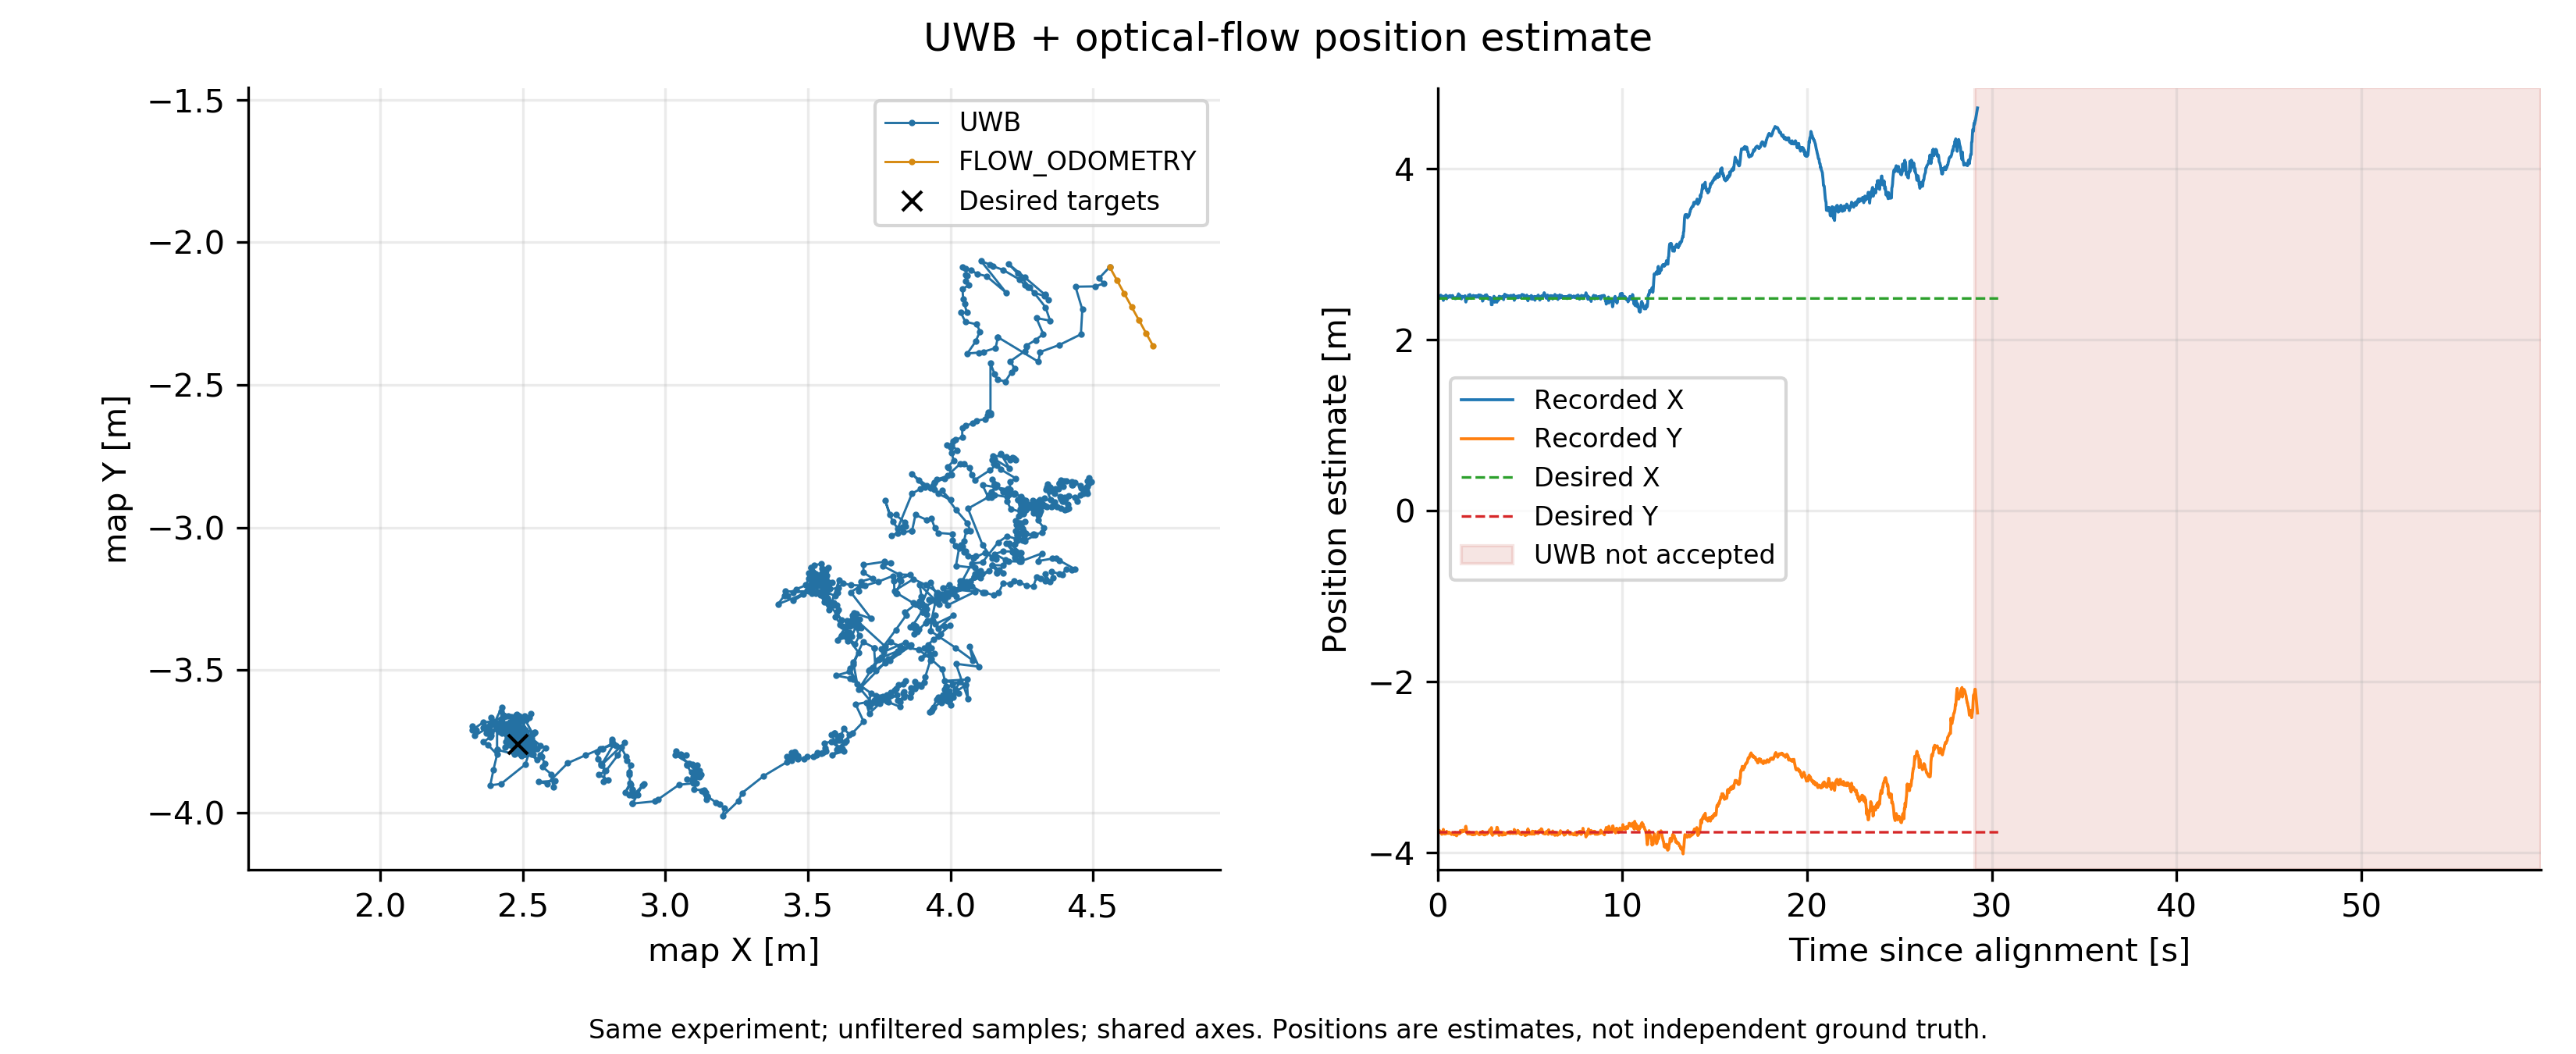 UWB + optical-flow position estimate
−1.5
−2.0
−2.5
−3.0
−3.5
−4.0
map Y [m]
2.0 2.5 3.0 3.5 4.0 4.5
map X [m]
UWB
FLOW_ODOMETRY
Desired targets
4
2
0
−2
−4
Position estimate [m]
Recorded X
Recorded Y
Desired X
Desired Y
UWB not accepted
0 10 20 30 40 50
Time since alignment [s]
Same experiment; unfiltered samples; shared axes. Positions are estimates, not independent ground truth.